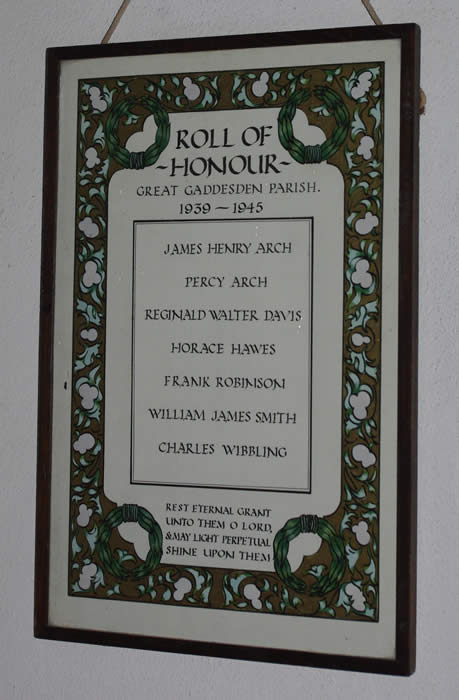 ROLL OF
~HONOUR~
GREAT GADDESDEN PARISH.
1939 — 1945
JAMES HENRY ARCH
PERCY ARCH
REGINALD WALTER DAVIS
HORACE HAWES
FRANK ROBINSON
WILLIAM JAMES SMITH
CHARLES WIBBLING
REST ETERNAL GRANT
UNTO THEM O LORD,
& MAY LIGHT PERPETUAL
SHINE UPON THEM